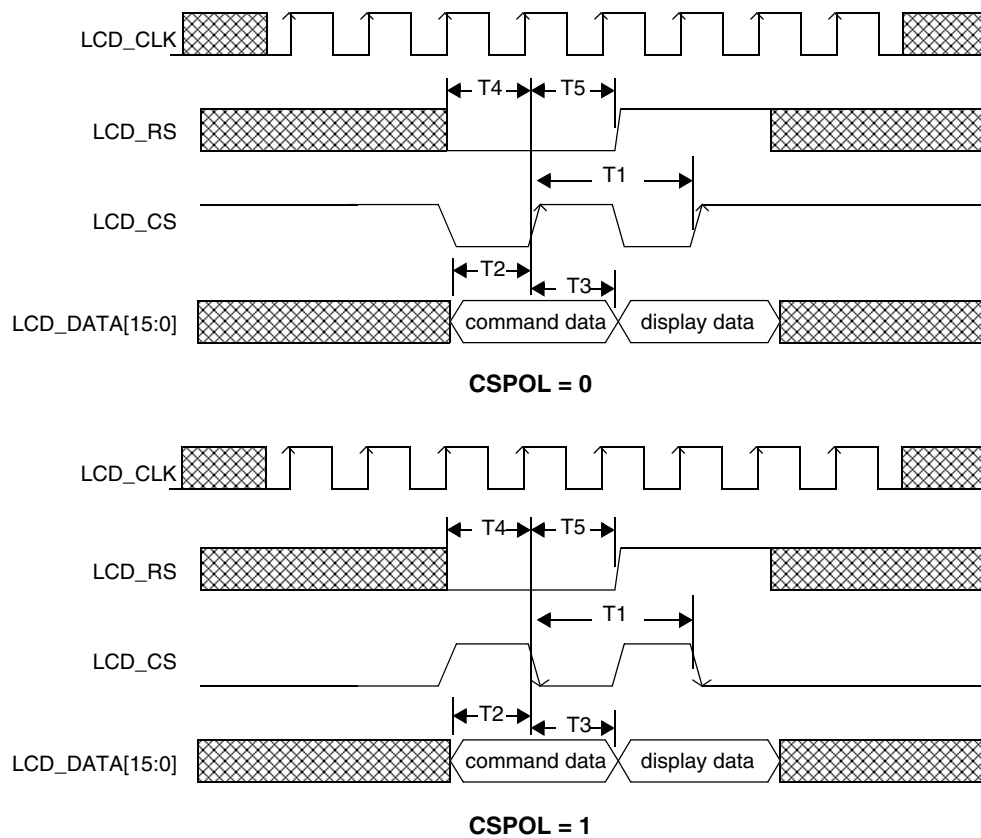 LCD_CLK
T4 T5
LCD_RS
T1
LCD_CS
T2
T3
LCD_DATA[15:0] command data display data
CSPOL = 0
LCD_CLK
T4 T5
LCD_RS
T1
LCD_CS
T2
T3
LCD_DATA[15:0] command data display data
CSPOL = 1